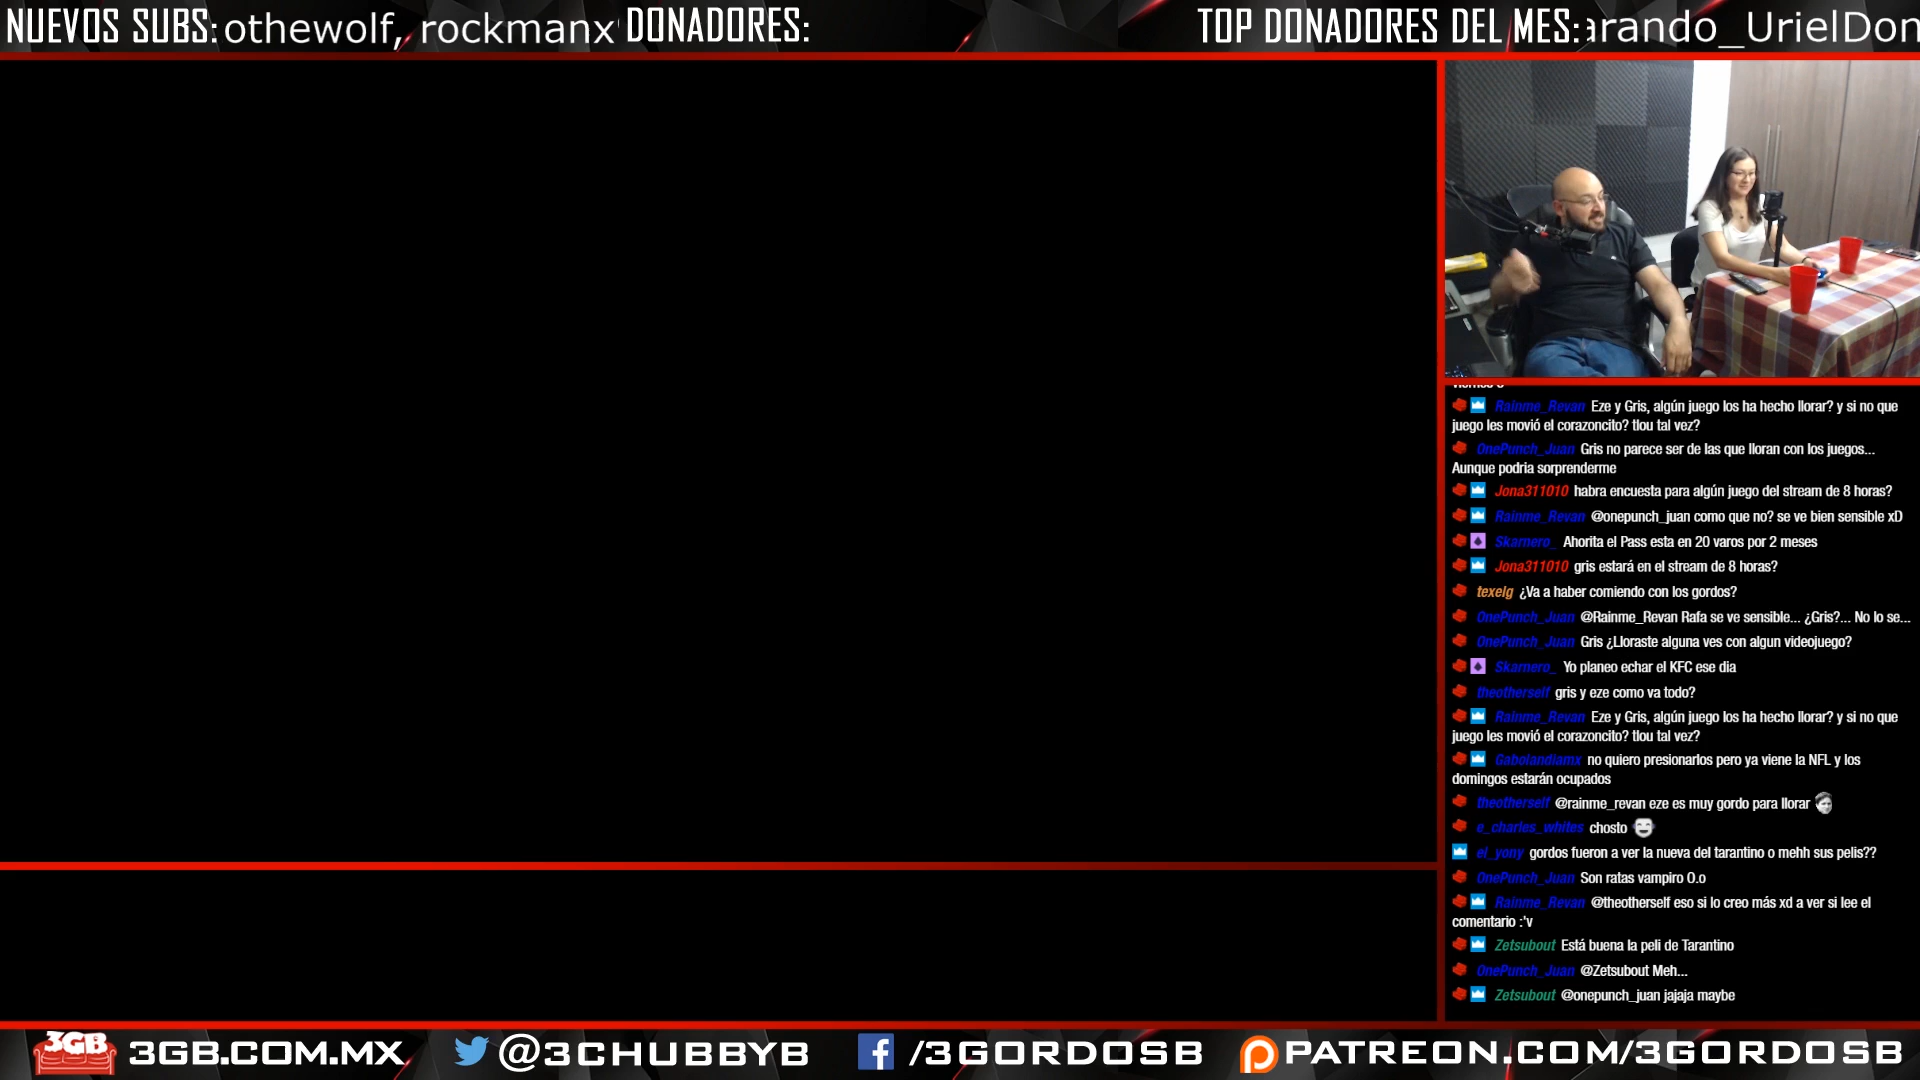 NUEVOS SUBS: othewolf, rockmanx DONADORES: TOP DONADORES DEL MES: arando_UrielDon
Rainme_Revan Eze y Gris, algún juego los ha hecho llorar? y si no que
juego les movió el corazoncito? tlou tal vez?
OnePunch_Juan Gris no parece ser de las que lloran con los juegos...
Aunque podria sorprenderme
Jona311010 habra encuesta para algún juego del stream de 8 horas?
Rainme_Revan @onepunch_juan como que no? se ve bien sensible xD
Skarnero_ Ahorita el Pass esta en 20 varos por 2 meses
Jona311010 gris estará en el stream de 8 horas?
texelg ¿Va a haber comiendo con los gordos?
OnePunch_Juan @Rainme_Revan Rafa se ve sensible... ¿Gris?... No lo se...
OnePunch_Juan Gris ¿Lloraste alguna ves con algun videojuego?
Skarnero_ Yo planeo echar el KFC ese dia
theotherself gris y eze como va todo?
Rainme_Revan Eze y Gris, algún juego los ha hecho llorar? y si no que
juego les movió el corazoncito? tlou tal vez?
Gabolandiamx no quiero presionarlos pero ya viene la NFL y los
domingos estarán ocupados
theotherself @rainme_revan eze es muy gordo para llorar
e_charles_whites chosto
el_yony gordos fueron a ver la nueva del tarantino o mehh sus pelis??
OnePunch_Juan Son ratas vampiro O.o
Rainme_Revan @theotherself eso si lo creo más xd a ver si lee el
comentario :'v
Zetsubout Está buena la peli de Tarantino
OnePunch_Juan @Zetsubout Meh...
Zetsubout @onepunch_juan jajaja maybe
3GB 3GB.COM.MX @3CHUBBYB /3GORDOSB PATREON.COM/3GORDOSB